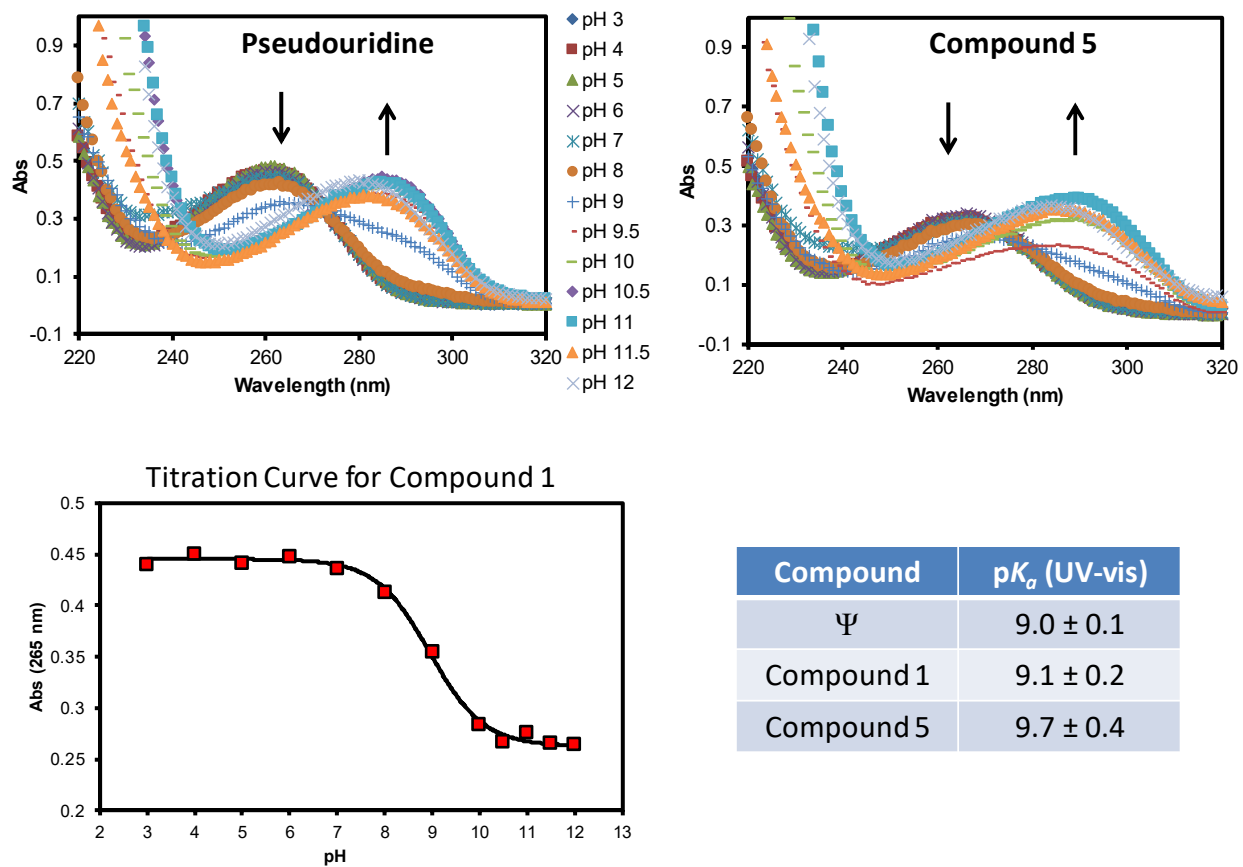 Pseudouridine
Abs
0.9
0.7
0.5
0.3
0.1
-0.1
220
240
260
280
300
320
Wavelength (nm)
pH 3
pH 4
pH 5
pH 6
pH 7
pH 8
pH 9
pH 9.5
pH 10
pH 10.5
pH 11
pH 11.5
pH 12
Compound 5
Abs
0.9
0.7
0.5
0.3
0.1
-0.1
220
240
260
280
300
320
Wavelength (nm)
Titration Curve for Compound 1
Abs (265 nm)
0.5
0.45
0.4
0.35
0.3
0.25
0.2
2
3
4
5
6
7
8
9
10
11
12
13
pH
Compound pKa (UV-vis)
Ψ 9.0 ± 0.1
Compound 1 9.1 ± 0.2
Compound 5 9.7 ± 0.4